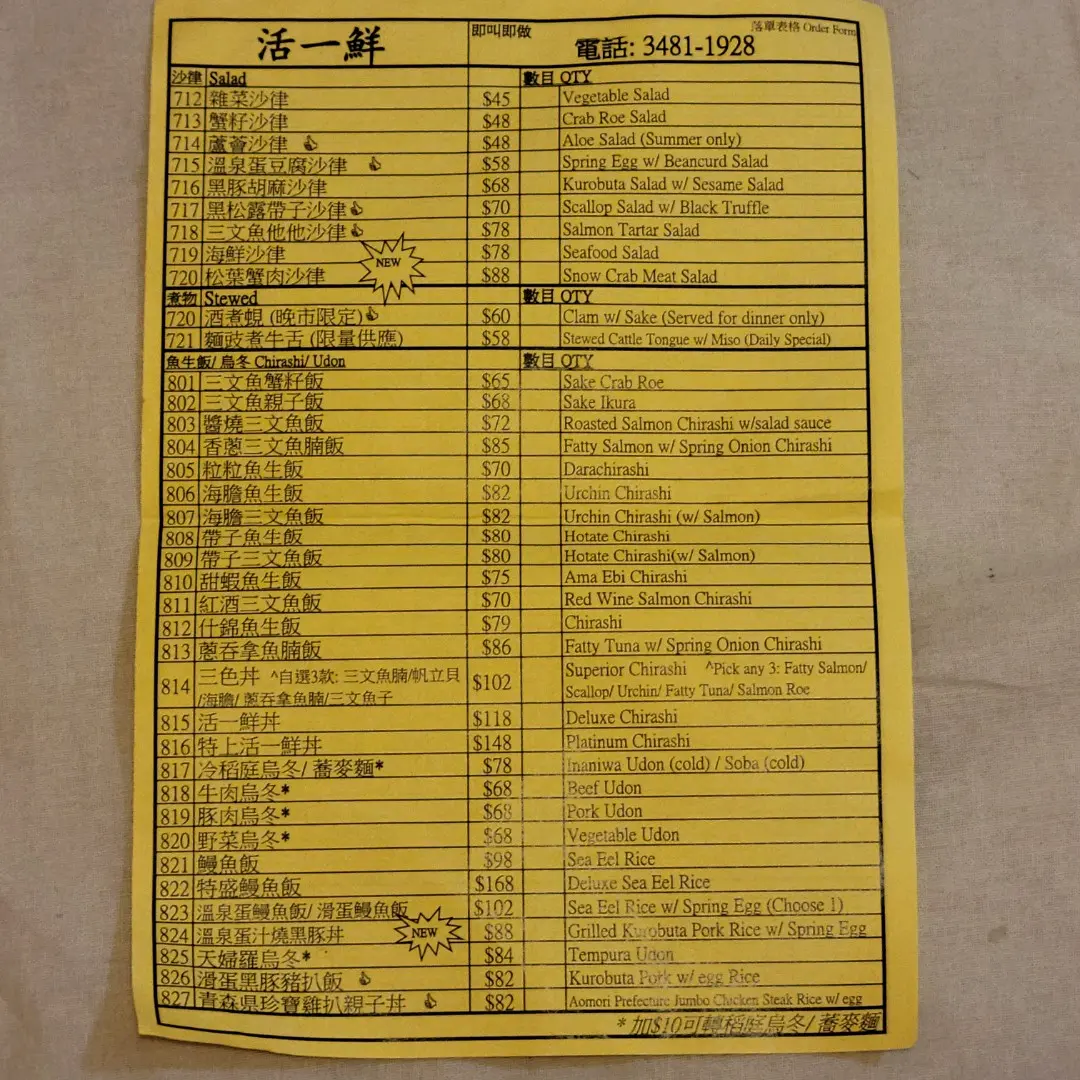 活一鮮 即叫即做 電話: 3481-1928 落單表格 Order Form
沙律 Salad 數目 QTY
712 雜菜沙律 $45 Vegetable Salad
713 蟹籽沙律 $48 Crab Roe Salad
714 蘆薈沙律 $48 Aloe Salad (Summer only)
715 溫泉蛋豆腐沙律 $58 Spring Egg w/ Beancurd Salad
716 黑豚胡麻沙律 $68 Kurobuta Salad w/ Sesame Salad
717 黑松露帶子沙律 $70 Scallop Salad w/ Black Truffle
718 三文魚他他沙律 $78 Salmon Tartar Salad
719 海鮮沙律 $78 Seafood Salad
NEW
720 松葉蟹肉沙律 $88 Snow Crab Meat Salad
煮物 Stewed 數目 QTY
720 酒煮蜆 (晚市限定) $60 Clam w/ Sake (Served for dinner only)
721 麵豉煮牛舌 (限量供應) $58 Stewed Cattle Tongue w/ Miso (Daily Special)
魚生飯/ 烏冬 Chirashi/ Udon 數目 QTY
801 三文魚蟹籽飯 $65 Sake Crab Roe
802 三文魚親子飯 $68 Sake Ikura
803 醬燒三文魚飯 $72 Roasted Salmon Chirashi w/salad sauce
804 香蔥三文魚腩飯 $85 Fatty Salmon w/ Spring Onion Chirashi
805 粒粒魚生飯 $70 Darachirashi
806 海膽魚生飯 $82 Urchin Chirashi
807 海膽三文魚飯 $82 Urchin Chirashi (w/ Salmon)
808 帶子魚生飯 $80 Hotate Chirashi
809 帶子三文魚飯 $80 Hotate Chirashi(w/ Salmon)
810 甜蝦魚生飯 $75 Ama Ebi Chirashi
811 紅酒三文魚飯 $70 Red Wine Salmon Chirashi
812 什錦魚生飯 $79 Chirashi
813 蔥吞拿魚腩飯 $86 Fatty Tuna w/ Spring Onion Chirashi
814 三色丼 ^自選3款: 三文魚腩/帆立貝 $102 Superior Chirashi ^Pick any 3: Fatty Salmon/
/海膽/ 蔥吞拿魚腩/三文魚子 Scallop/ Urchin/ Fatty Tuna/ Salmon Roe
815 活一鮮丼 $118 Deluxe Chirashi
816 特上活一鮮丼 $148 Platinum Chirashi
817 冷稻庭烏冬/ 蕎麥麵* $78 Inaniwa Udon (cold) / Soba (cold)
818 牛肉烏冬* $68 Beef Udon
819 豚肉烏冬* $68 Pork Udon
820 野菜烏冬* $68 Vegetable Udon
821 鰻魚飯 $98 Sea Eel Rice
822 特盛鰻魚飯 $168 Deluxe Sea Eel Rice
823 溫泉蛋鰻魚飯/ 滑蛋鰻魚飯 $102 Sea Eel Rice w/ Spring Egg (Choose 1)
824 溫泉蛋汁燒黑豚丼 NEW $88 Grilled Kurobuta Pork Rice w/ Spring Egg
825 天婦羅烏冬* $84 Tempura Udon
826 滑蛋黑豚豬扒飯 $82 Kurobuta Pork w/ egg Rice
827 青森県珍寶雞扒親子丼 $82 Aomori Prefecture Jumbo Chicken Steak Rice w/ egg
* 加$10可轉稻庭烏冬/ 蕎麥麵